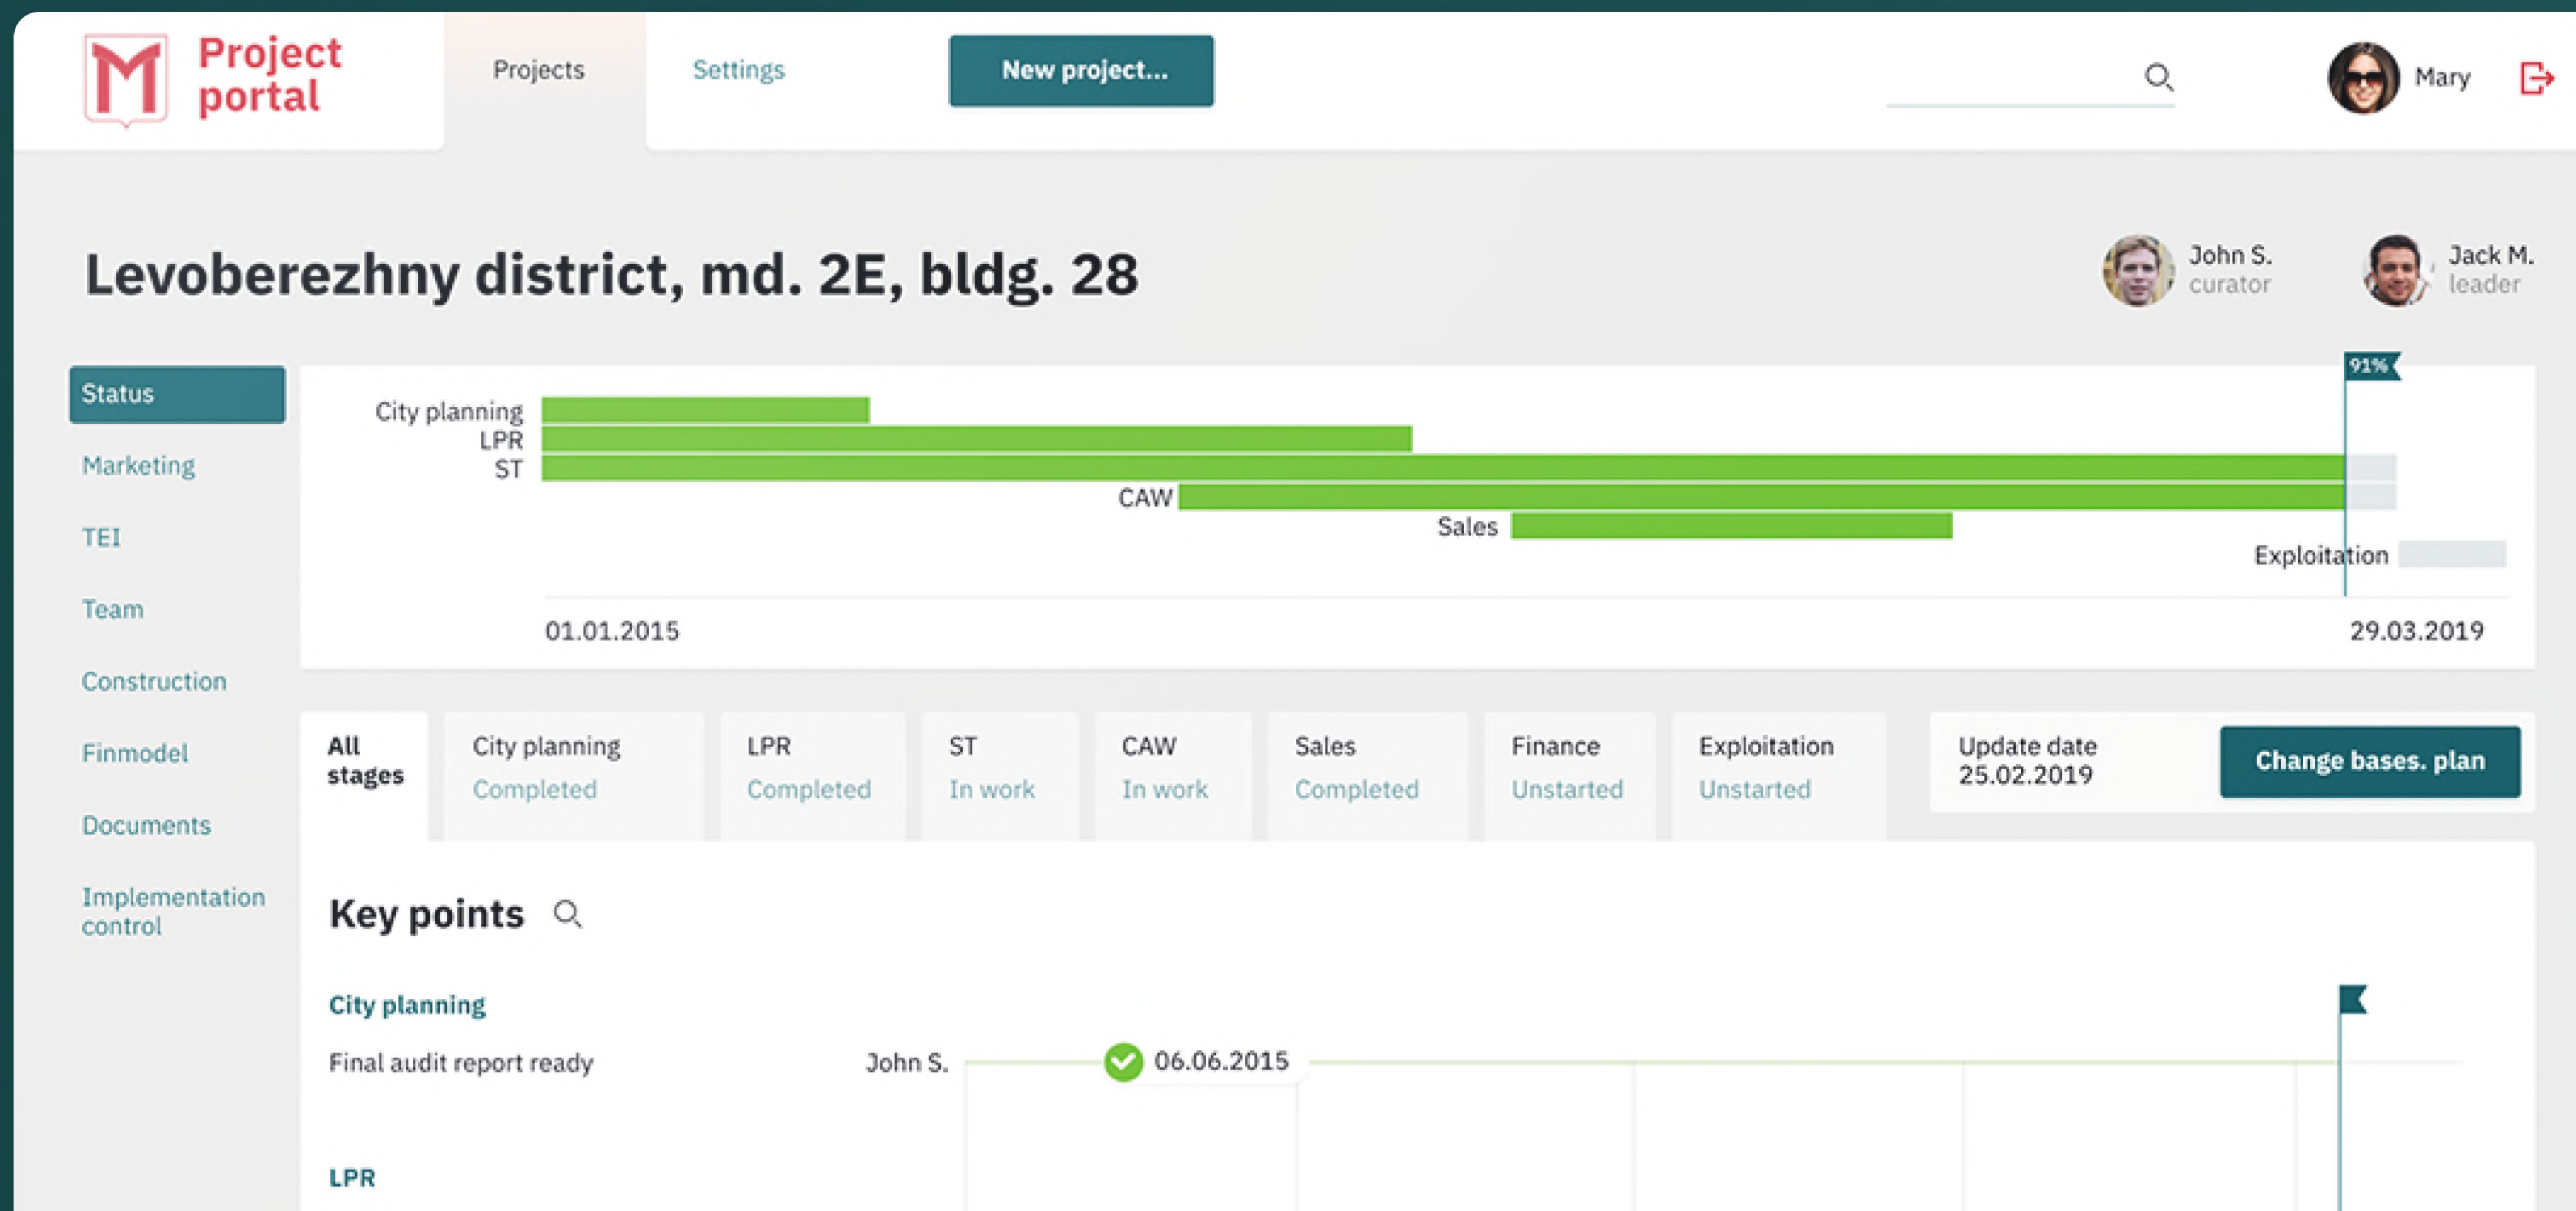 Project
portal
Projects
Settings
New project...
Mary
Levoberezhny district, md. 2E, bldg. 28
John S.
curator
Jack M.
leader
Status
Marketing
TEI
Team
Construction
Finmodel
Documents
Implementation
control
91%
City planning
LPR
ST
CAW
Sales
Exploitation
01.01.2015
29.03.2019
All
stages
City planning
Completed
LPR
Completed
ST
In work
CAW
In work
Sales
Completed
Finance
Unstarted
Exploitation
Unstarted
Update date
25.02.2019
Change bases. plan
Key points
City planning
Final audit report ready
John S.
06.06.2015
LPR